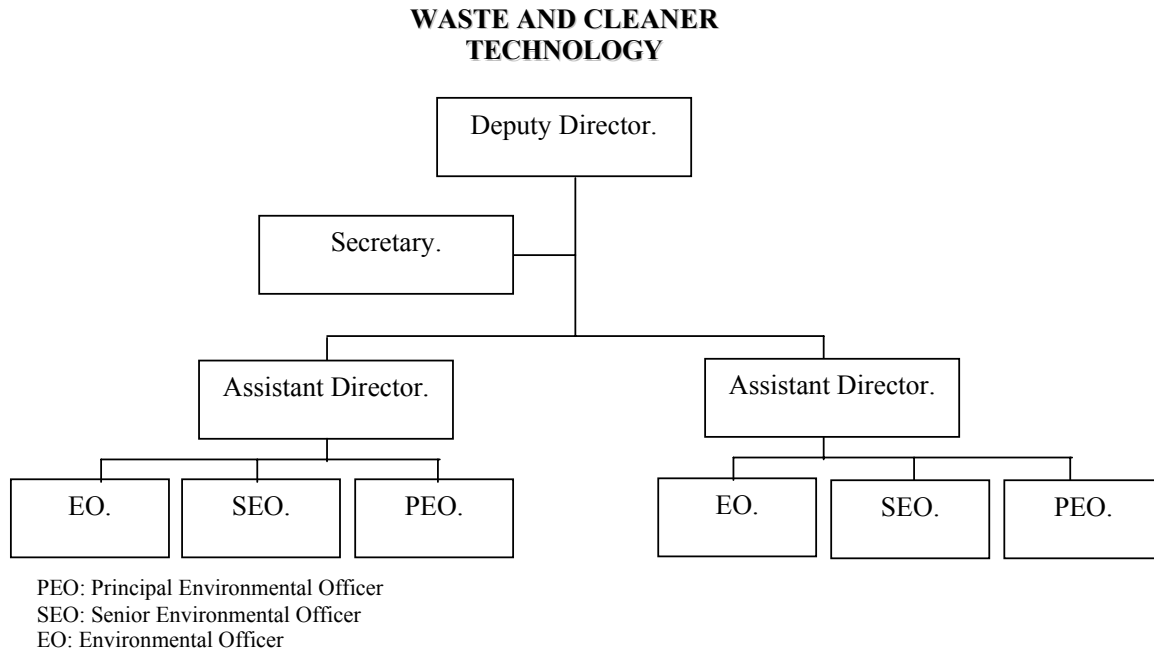 WASTE AND CLEANER
TECHNOLOGY
Deputy Director.
Secretary.
Assistant Director.
Assistant Director.
EO.
SEO.
PEO.
EO.
SEO.
PEO.
PEO: Principal Environmental Officer
SEO: Senior Environmental Officer
EO: Environmental Officer